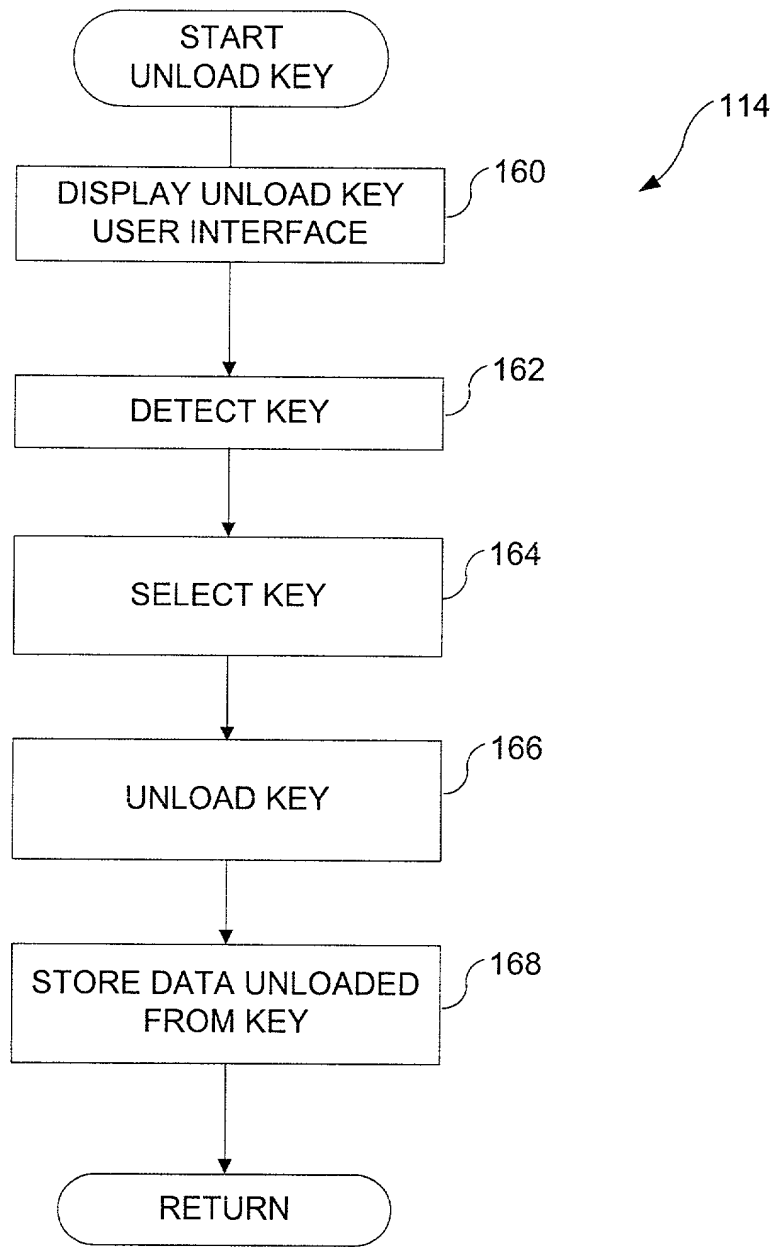 START
UNLOAD KEY
114
DISPLAY UNLOAD KEY
USER INTERFACE
160
DETECT KEY
162
SELECT KEY
164
UNLOAD KEY
166
STORE DATA UNLOADED
FROM KEY
168
RETURN